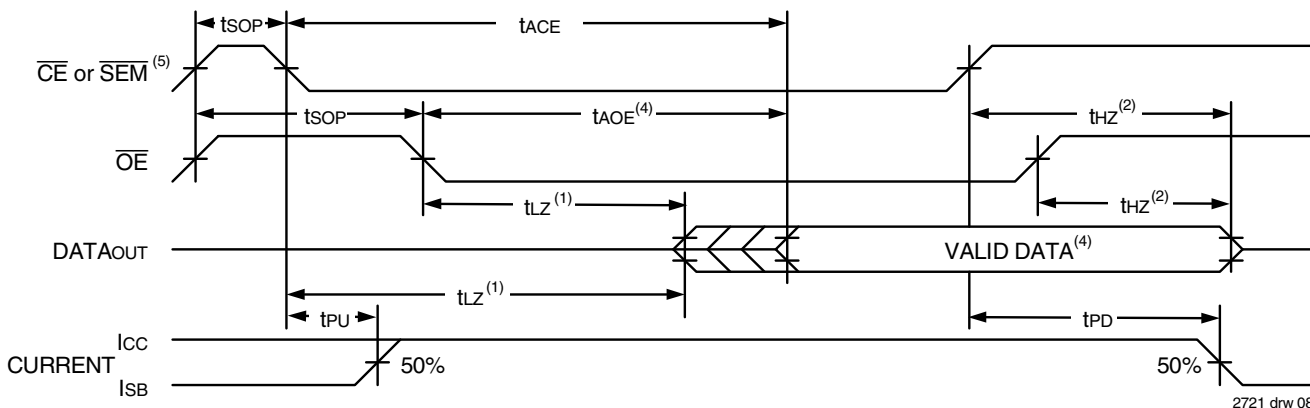 tSOP
tACE
CE or SEM (5)
tSOP
tAOE(4)
tHZ(2)
OE
tLZ(1)
tHZ(2)
DATAOUT
VALID DATA(4)
tLZ(1)
tPU
tPD
ICC
CURRENT
50%
50%
ISB
2721 drw 08